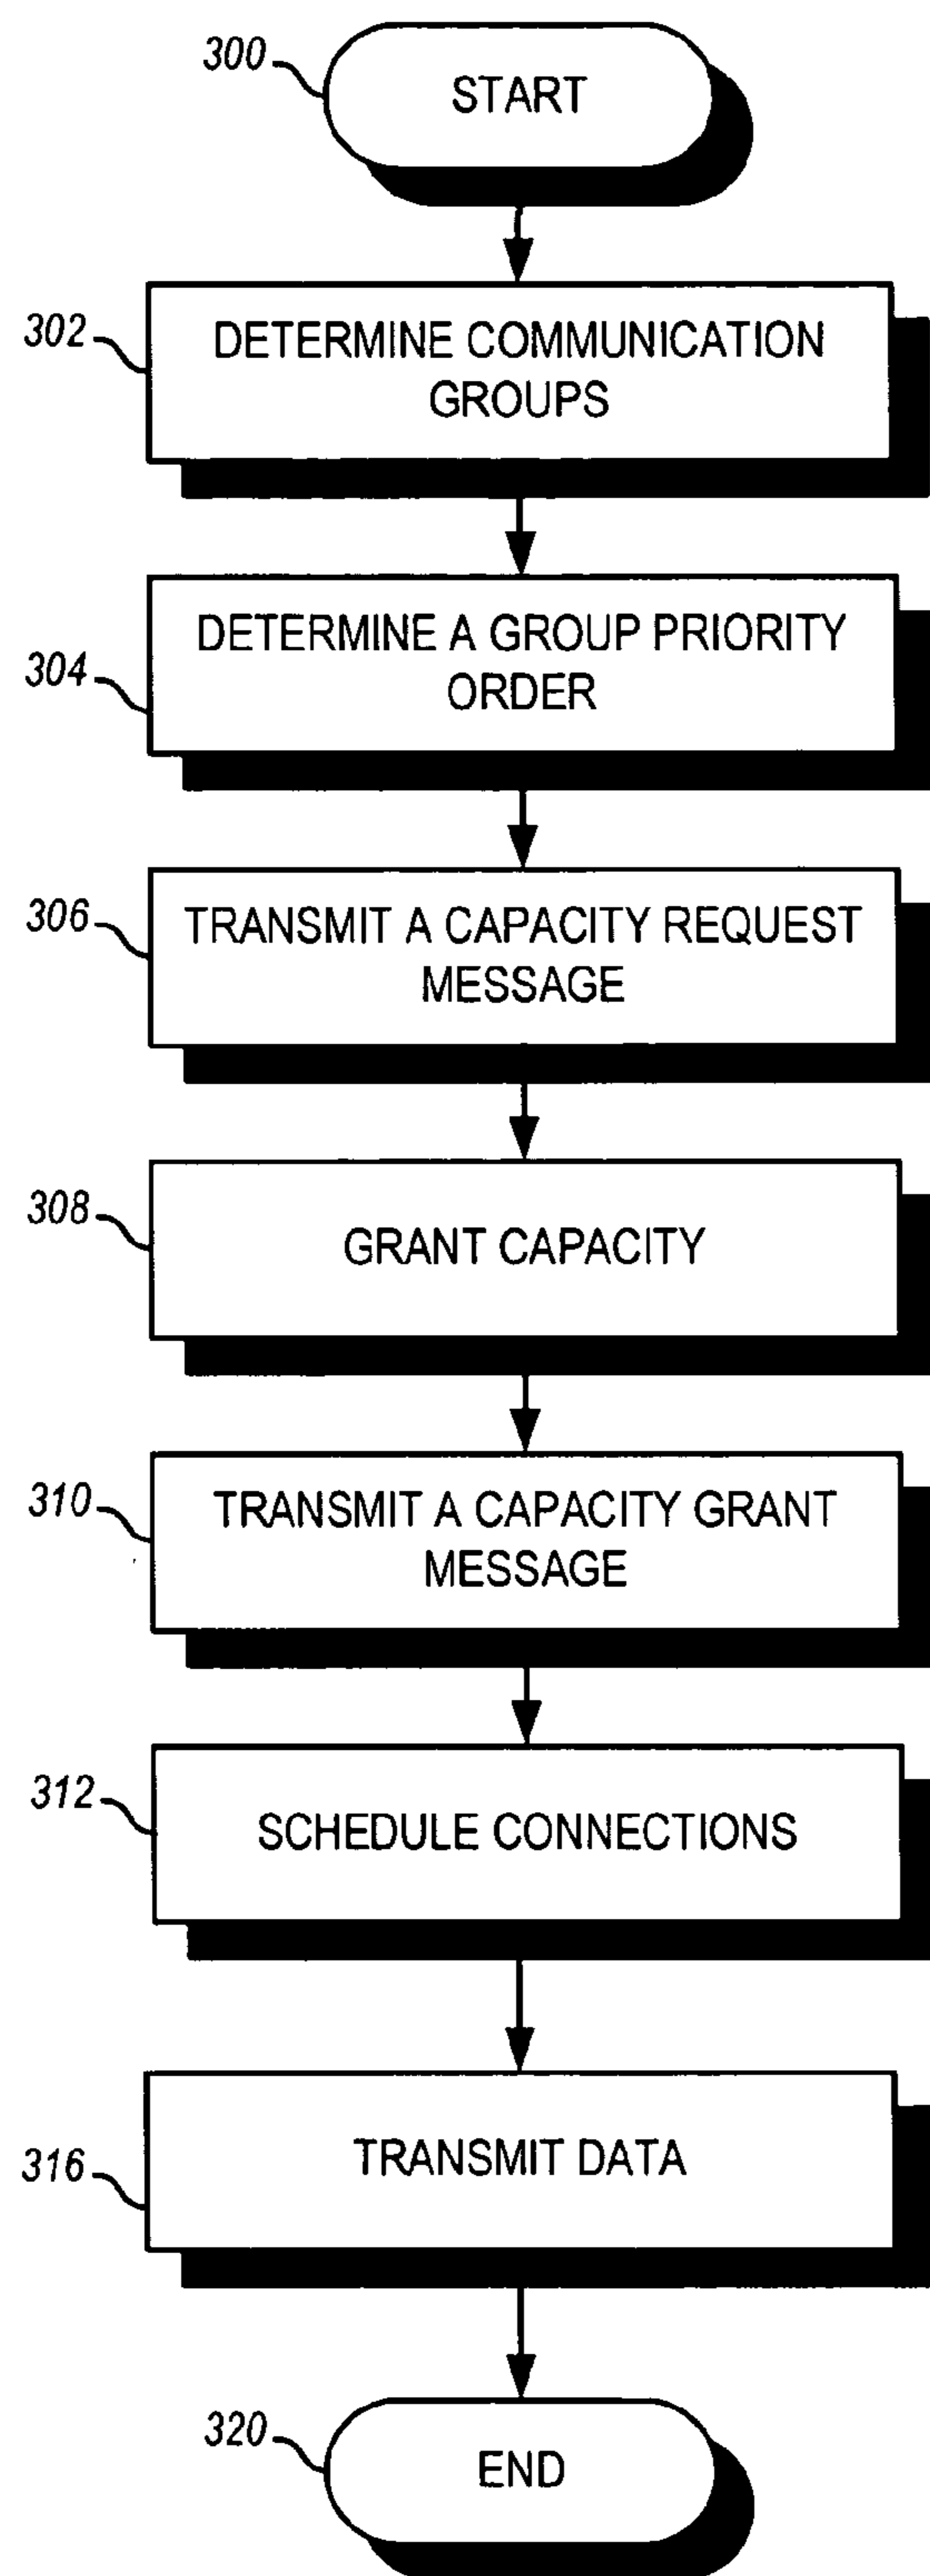 300
START
302
DETERMINE COMMUNICATION
GROUPS
304
DETERMINE A GROUP PRIORITY
ORDER
306
TRANSMIT A CAPACITY REQUEST
MESSAGE
308
GRANT CAPACITY
310
TRANSMIT A CAPACITY GRANT
MESSAGE
312
SCHEDULE CONNECTIONS
316
TRANSMIT DATA
320
END